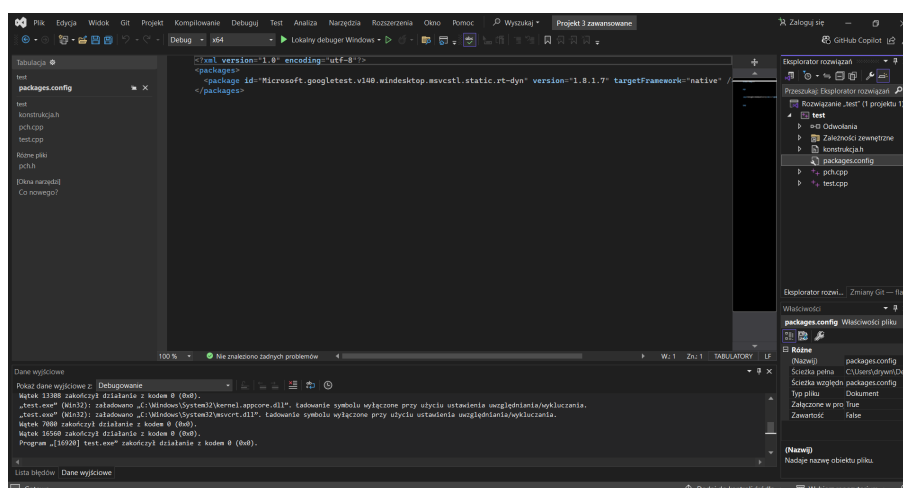 Plik Edycja Widok Git Projekt Kompilowanie Debuguj Test Analiza Narzędzia Rozszerzenia Okno Pomoc Wyszukaj Projekt 3 zawansowane Zaloguj się
Debug x64 Lokalny debuger Windows GitHub Copilot
Tabulacja
test
packages.config
test
konstrukcja.h
pch.cpp
test.cpp
Różne pliki
pch.h
[Okna narzędzi]
Co nowego?
<?xml version="1.0" encoding="utf-8"?>
<packages>
<package id="Microsoft.googletest.v140.windesktop.msvcstl.static.rt-dyn" version="1.8.1.7" targetFramework="native" /
</packages>
100 % Nie znaleziono żadnych problemów W.: 1 Zn.: 1 TABULATORY LF
Eksplorator rozwiązań
Przeszukaj: Eksplorator rozwiązań
Rozwiązanie „test" (1 projektu 1
test
Odwołania
Zależności zewnętrzne
konstrukcja.h
packages.config
pch.cpp
test.cpp
Eksplorator rozwi... Zmiany Git — fla
Właściwości
packages.config Właściwości pliku
Różne
(Nazwij) packages.config
Ścieżka pełna C:\Users\drywn\De
Ścieżka względn packages.config
Typ pliku Dokument
Załączone w pro True
Zawartość False
(Nazwij)
Nadaje nazwę obiektu pliku.
Dane wyjściowe
Pokaż dane wyjściowe z: Debugowanie
Wątek 13308 zakończył działanie z kodem 0 (0x0).
„test.exe" (Win32): załadowano „C:\Windows\System32\kernel.appcore.dll". Ładowanie symbolu wyłączone przy użyciu ustawienia uwzględniania/wykluczania.
„test.exe" (Win32): załadowano „C:\Windows\System32\msvcrt.dll". Ładowanie symbolu wyłączone przy użyciu ustawienia uwzględniania/wykluczania.
Wątek 7080 zakończył działanie z kodem 0 (0x0).
Wątek 16560 zakończył działanie z kodem 0 (0x0).
Program „[16920] test.exe" zakończył działanie z kodem 0 (0x0).
Lista błędów Dane wyjściowe